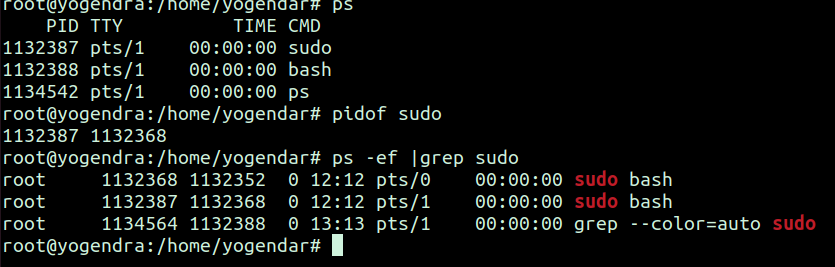 root@yogendra:/home/yogendar# ps
PID TTY TIME CMD
1132387 pts/1 00:00:00 sudo
1132388 pts/1 00:00:00 bash
1134542 pts/1 00:00:00 ps
root@yogendra:/home/yogendar# pidof sudo
1132387 1132368
root@yogendra:/home/yogendar# ps -ef |grep sudo
root 1132368 1132352 0 12:12 pts/0 00:00:00 sudo bash
root 1132387 1132368 0 12:12 pts/1 00:00:00 sudo bash
root 1134564 1132388 0 13:13 pts/1 00:00:00 grep --color=auto sudo
root@yogendra:/home/yogendar#